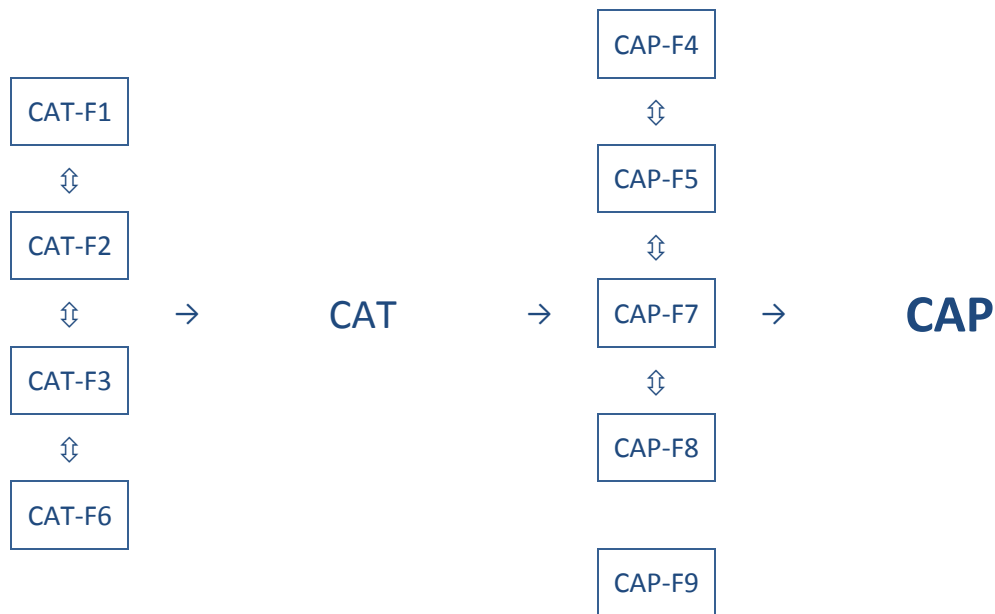 CAT-F1
⇳
CAT-F2
⇳
CAT-F3
⇳
CAT-F6
→
CAT
→
CAP-F4
⇳
CAP-F5
⇳
CAP-F7
⇳
CAP-F8
CAP-F9
→
CAP